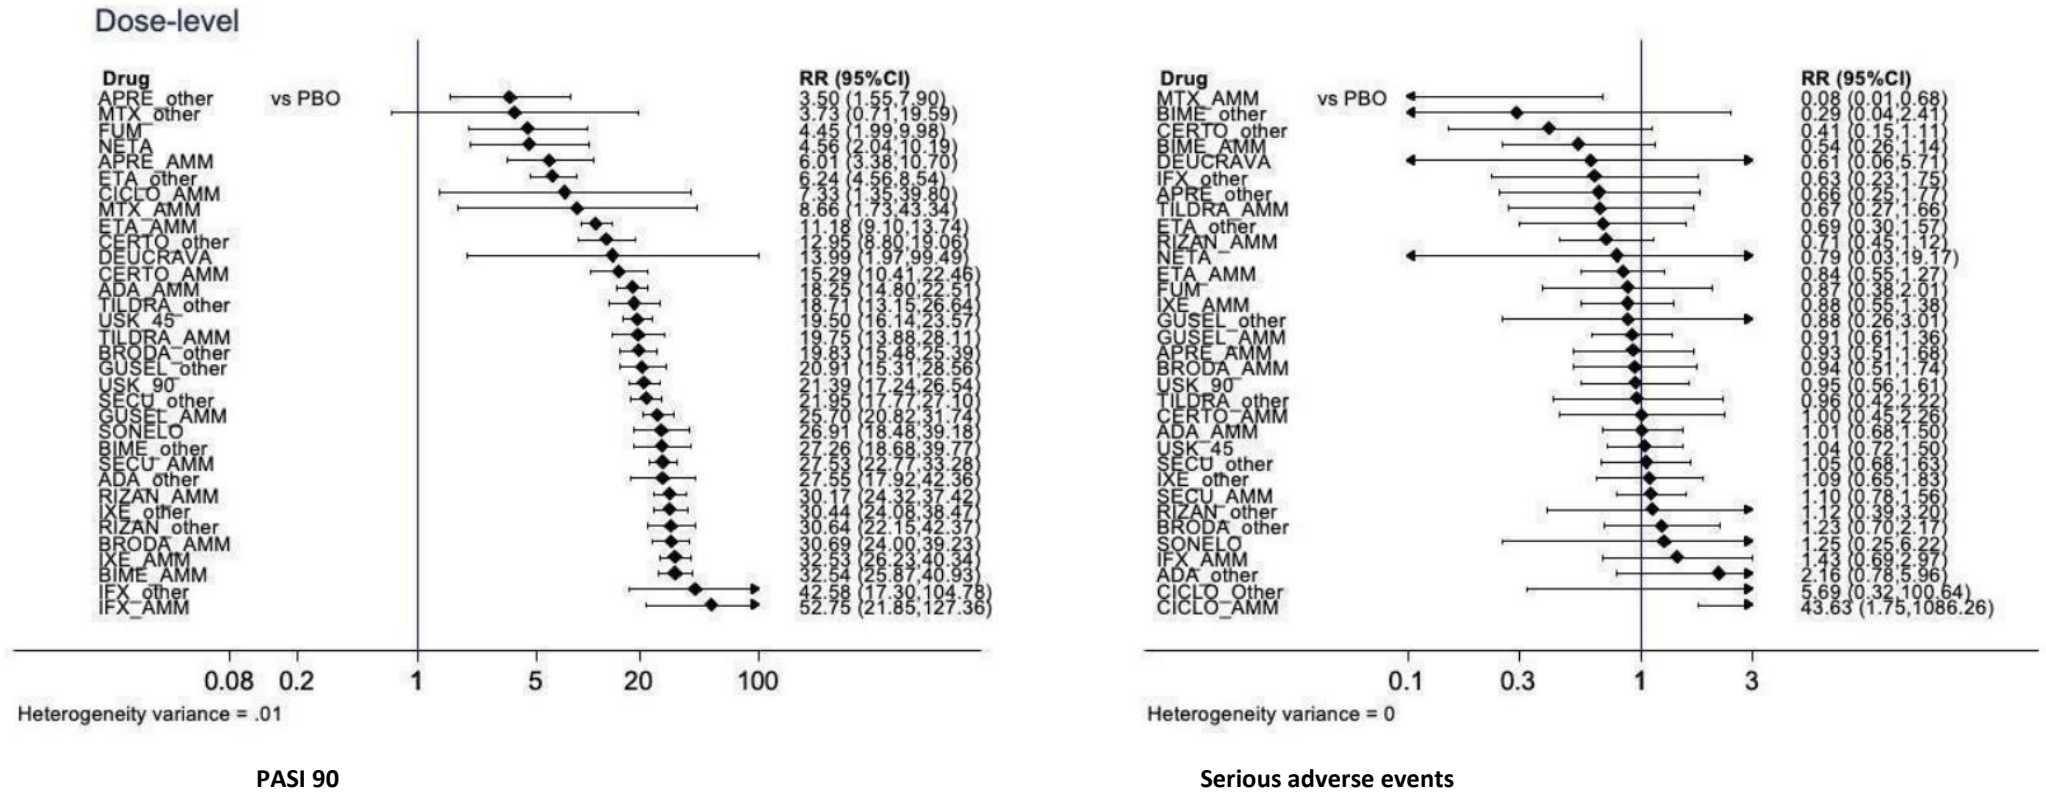 Dose-level
Drug RR (95%CI)
APRE_other vs PBO 3.50 (1.55,7.90)
MTX_other 3.73 (0.71,19.59)
FUM 4.45 (1.99,9.98)
NETA 4.56 (2.04,10.19)
APRE_AMM 6.01 (3.38,10.70)
ETA_other 6.24 (4.56,8.54)
CICLO_AMM 7.33 (1.35,39.80)
MTX_AMM 8.66 (1.73,43.34)
ETA_AMM 11.18 (9.10,13.74)
CERTO_other 12.95 (8.80,19.06)
DEUCRAVA 13.99 (1.97,99.49)
CERTO_AMM 15.29 (10.41,22.46)
ADA_AMM 18.25 (14.80,22.51)
TILDRA_other 18.71 (13.15,26.64)
USK_45 19.50 (16.14,23.57)
TILDRA_AMM 19.75 (13.88,28.11)
BRODA_other 19.83 (15.48,25.39)
GUSEL_other 20.91 (15.31,28.56)
USK_90 21.39 (17.24,26.54)
SECU_other 21.95 (17.77,27.10)
GUSEL_AMM 25.70 (20.82,31.74)
SONELO 26.91 (18.48,39.18)
BIME_other 27.26 (18.68,39.77)
SECU_AMM 27.53 (22.77,33.28)
ADA_other 27.55 (17.92,42.36)
RIZAN_AMM 30.17 (24.32,37.42)
IXE_other 30.44 (24.08,38.47)
RIZAN_other 30.64 (22.15,42.37)
BRODA_AMM 30.69 (24.00,39.23)
IXE_AMM 32.53 (26.23,40.34)
BIME_AMM 32.54 (25.87,40.93)
IFX_other 42.58 (17.30,104.78)
IFX_AMM 52.75 (21.85,127.36)
0.08 0.2 1 5 20 100
Heterogeneity variance = .01
PASI 90
Drug RR (95%CI)
MTX_AMM vs PBO 0.08 (0.01,0.68)
BIME_other 0.29 (0.04,2.41)
CERTO_other 0.41 (0.15,1.11)
BIME_AMM 0.54 (0.26,1.14)
DEUCRAVA 0.61 (0.06,5.71)
IFX_other 0.63 (0.23,1.75)
APRE_other 0.66 (0.25,1.77)
TILDRA_AMM 0.67 (0.27,1.66)
ETA_other 0.69 (0.30,1.57)
RIZAN_AMM 0.71 (0.45,1.12)
NETA 0.79 (0.03,19.17)
ETA_AMM 0.84 (0.55,1.27)
FUM 0.87 (0.38,2.01)
IXE_AMM 0.88 (0.55,1.38)
GUSEL_other 0.88 (0.26,3.01)
GUSEL_AMM 0.91 (0.61,1.36)
APRE_AMM 0.93 (0.51,1.68)
BRODA_AMM 0.94 (0.51,1.74)
USK_90 0.95 (0.56,1.61)
TILDRA_other 0.96 (0.42,2.22)
CERTO_AMM 1.00 (0.45,2.26)
ADA_AMM 1.01 (0.68,1.50)
USK_45 1.04 (0.72,1.50)
SECU_other 1.05 (0.68,1.63)
IXE_other 1.09 (0.65,1.83)
SECU_AMM 1.10 (0.78,1.56)
RIZAN_other 1.12 (0.39,3.20)
BRODA_other 1.23 (0.70,2.17)
SONELO 1.25 (0.25,6.22)
IFX_AMM 1.43 (0.69,2.97)
ADA_other 2.16 (0.78,5.96)
CICLO_Other 5.69 (0.32,100.64)
CICLO_AMM 43.63 (1.75,1086.26)
0.1 0.3 1 3
Heterogeneity variance = 0
Serious adverse events